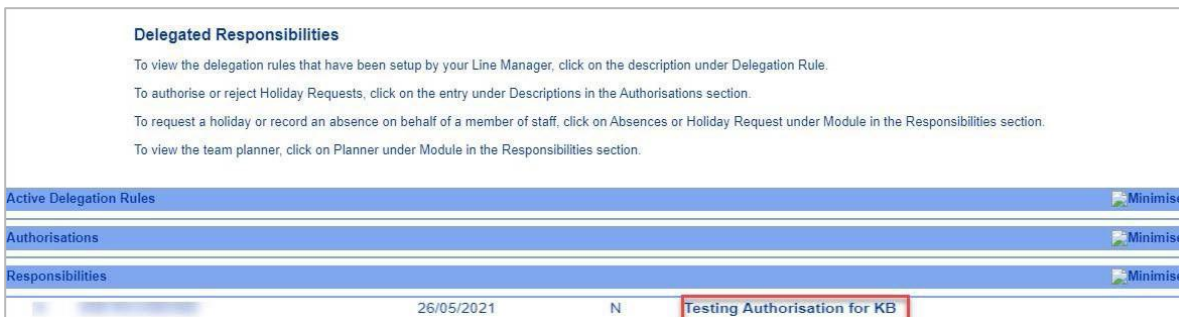 Delegated Responsibilities
To view the delegation rules that have been setup by your Line Manager, click on the description under Delegation Rule.
To authorise or reject Holiday Requests, click on the entry under Descriptions in the Authorisations section.
To request a holiday or record an absence on behalf of a member of staff, click on Absences or Holiday Request under Module in the Responsibilities section.
To view the team planner, click on Planner under Module in the Responsibilities section.
Active Delegation Rules Minimise
Authorisations Minimise
Responsibilities Minimise
26/05/2021 N Testing Authorisation for KB